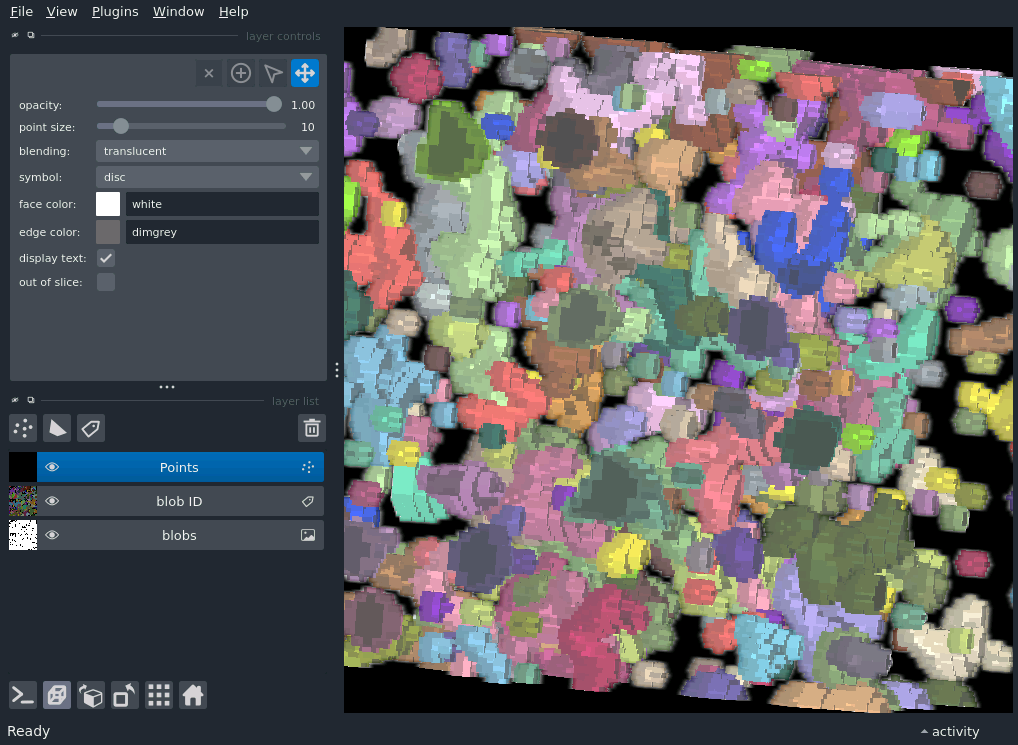 File View Plugins Window Help
layer controls
opacity: 1.00
point size: 10
blending: translucent
symbol: disc
face color: white
edge color: dimgrey
display text:
out of slice:
layer list
Points
blob ID
blobs
Ready activity